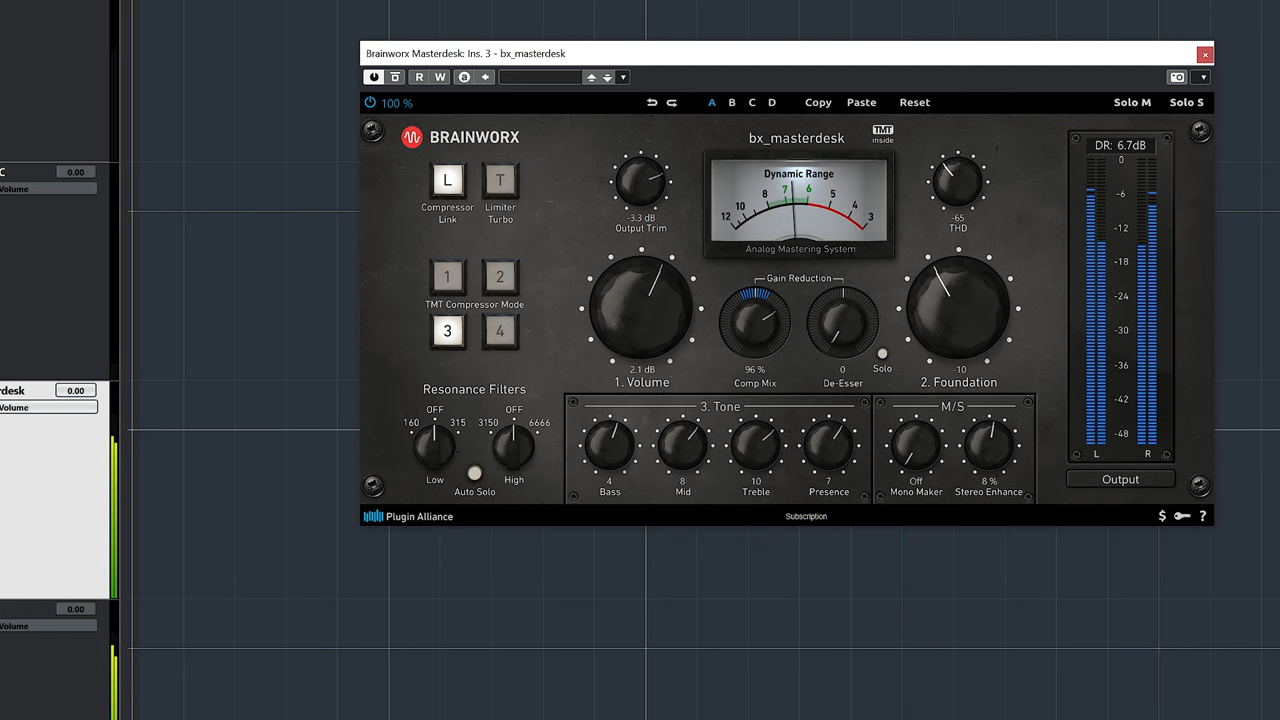 Brainworx Masterdesk: Ins. 3 - bx_masterdesk
R W a
100 %
A B C D Copy Paste Reset Solo M Solo S
BRAINWORX
bx_masterdesk
TMT
inside
DR: 6.7dB
L T
Compressor
Link
Limiter
Turbo
-3.3 dB
Output Trim
Dynamic Range
12 10 8 7 6 5 4 3
Analog Mastering System
-65
THD
1 2
TMT Compressor Mode
3 4
Gain Reduction
2.1 dB
1. Volume
96 %
Comp Mix
0
De-Esser
Solo
-10
2. Foundation
0
-6
-12
-18
-24
-30
-36
-42
-48
L R
Output
Resonance Filters
OFF OFF
160 315 3150 6666
Low High
Auto Solo
3. Tone
4
Bass
8
Mid
10
Treble
7
Presence
M/S
Off
Mono Maker
8 %
Stereo Enhance
Plugin Alliance
Subscription
$ ?
C 0.00
Volume
rdesk 0.00
Volume
0.00
Volume